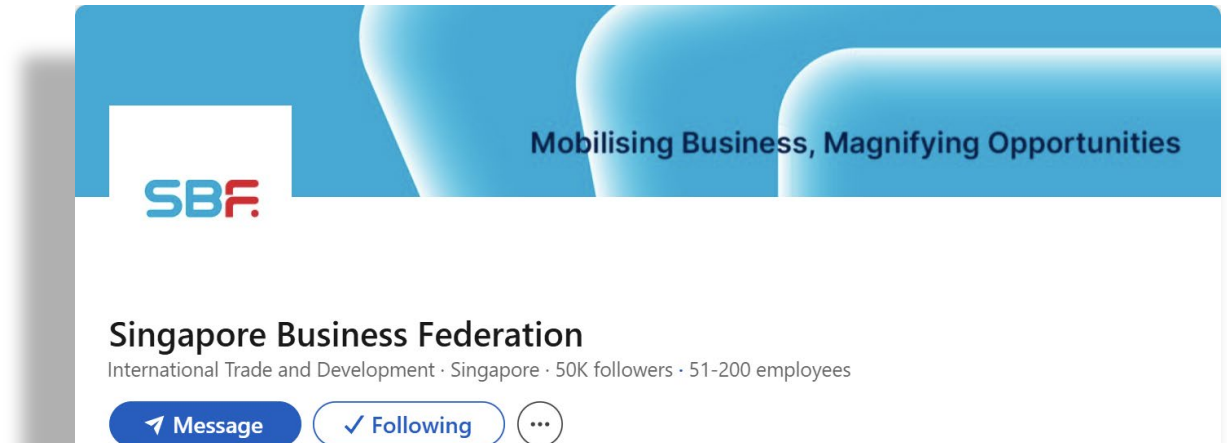 Mobilising Business, Magnifying Opportunities
SBF.
Singapore Business Federation
International Trade and Development · Singapore · 50K followers · 51-200 employees
Message
Following